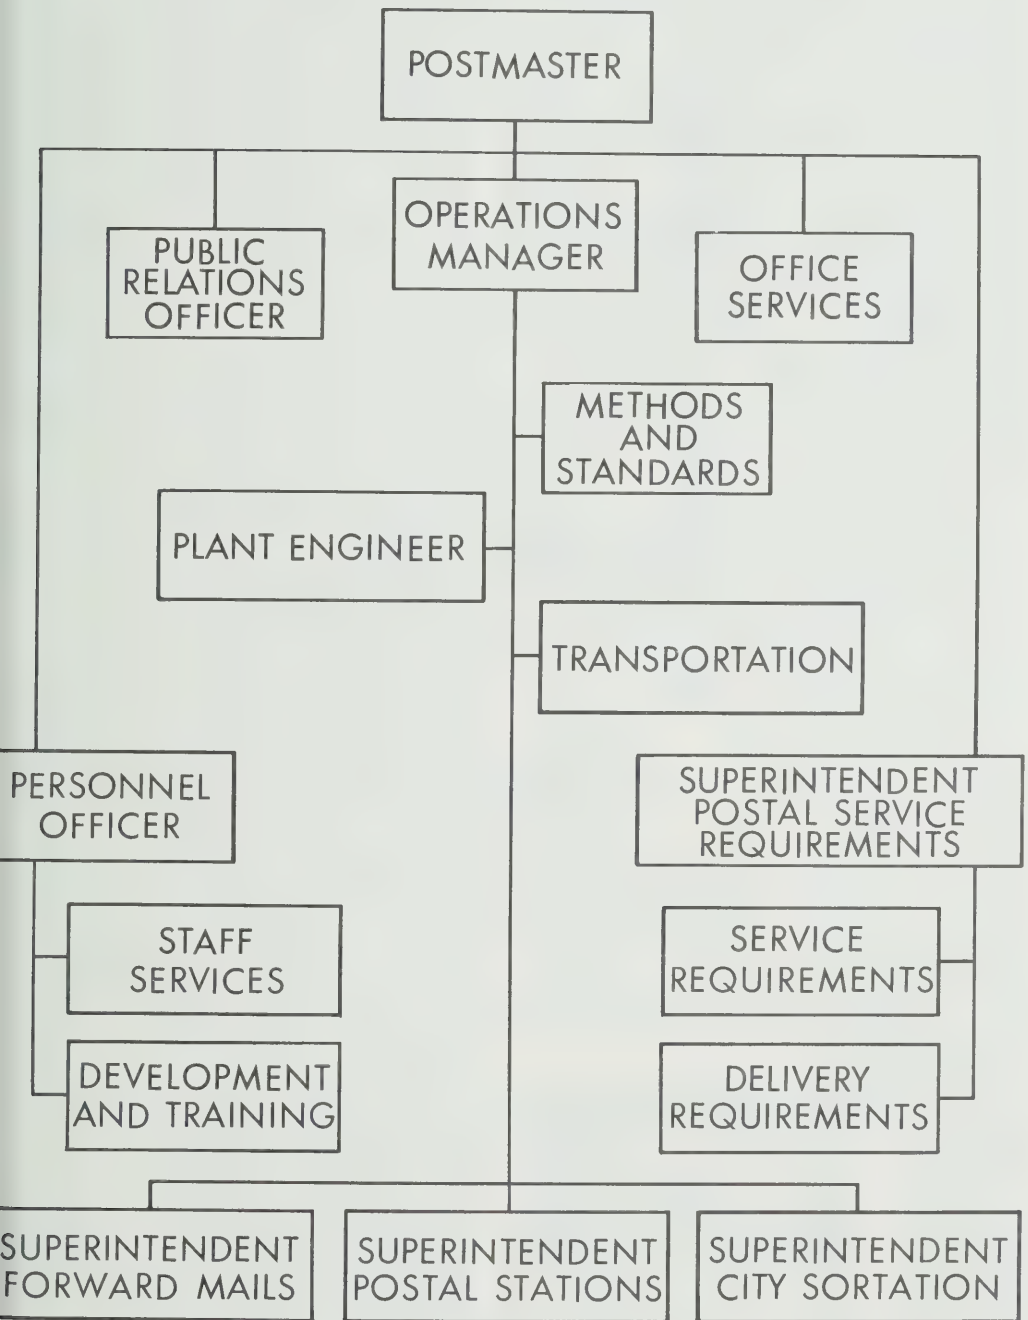 POSTMASTER
PUBLIC
RELATIONS
OFFICER
OPERATIONS
MANAGER
OFFICE
SERVICES
METHODS
AND
STANDARDS
PLANT ENGINEER
TRANSPORTATION
PERSONNEL
OFFICER
SUPERINTENDENT
POSTAL SERVICE
REQUIREMENTS
STAFF
SERVICES
SERVICE
REQUIREMENTS
DEVELOPMENT
AND TRAINING
DELIVERY
REQUIREMENTS
SUPERINTENDENT
FORWARD MAILS
SUPERINTENDENT
POSTAL STATIONS
SUPERINTENDENT
CITY SORTATION